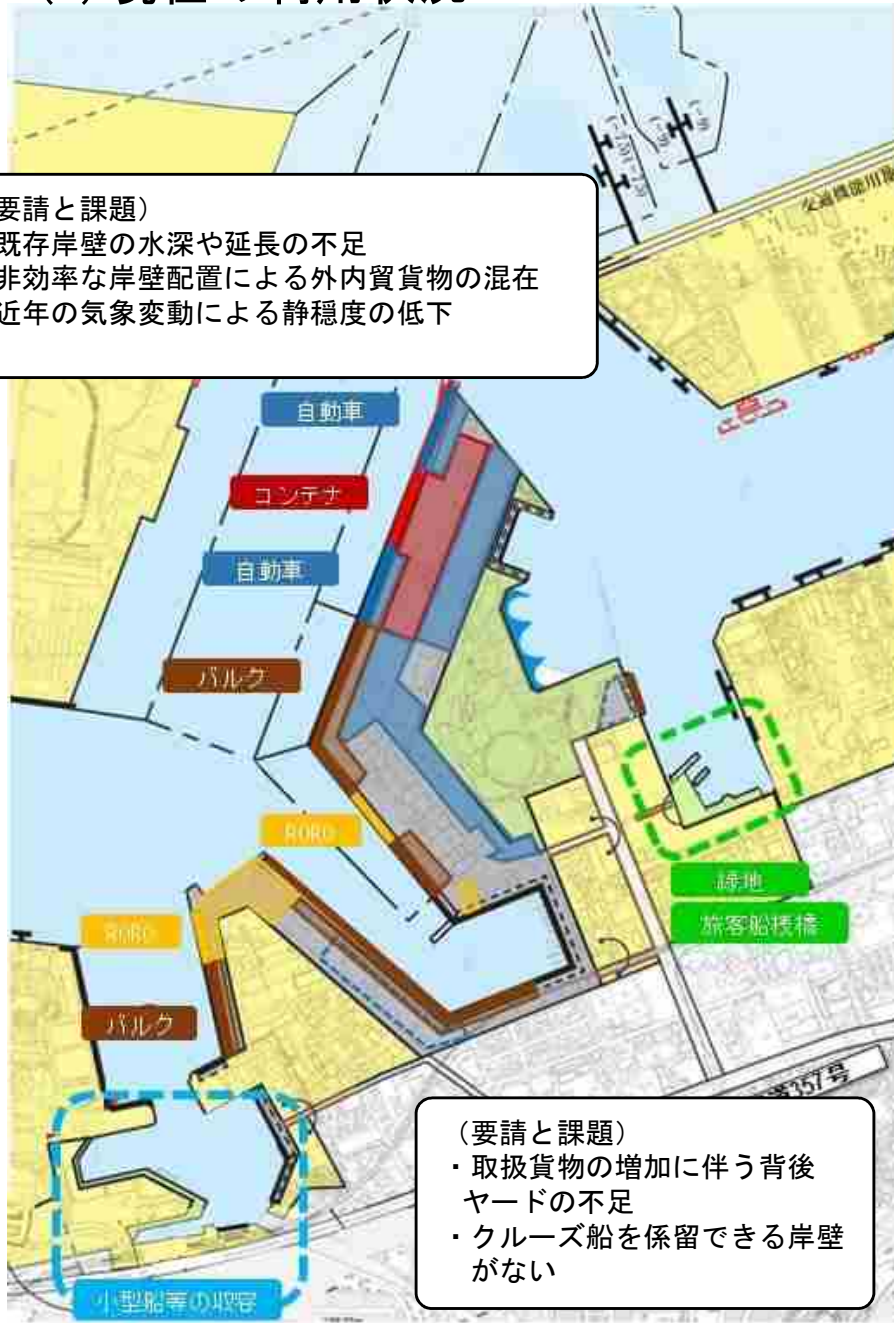 要請と課題）
既存岸壁の水深や延長の不足
非効率な岸壁配置による外内貿貨物の混在
近年の気象変動による静穏度の低下
自動車
コンテナ
自動車
バルク
RORO
RORO
バルク
緑地
旅客船桟橋
357号
小型船等の収容
（要請と課題）
・取扱貨物の増加に伴う背後
ヤードの不足
・クルーズ船を係留できる岸壁
がない